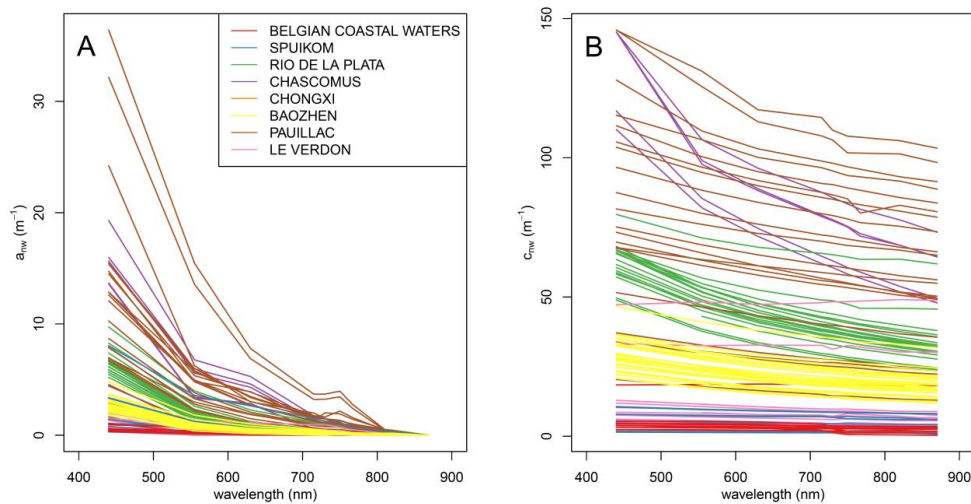 A
BELGIAN COASTAL WATERS
SPUIKOM
RIO DE LA PLATA
CHASCOMUS
CHONGXI
BAOZHEN
PAUILLAC
LE VERDON
30
20
10
0
a_nw (m⁻¹)
400 500 600 700 800 900
wavelength (nm)
B
150
100
50
0
c_nw (m⁻¹)
400 500 600 700 800 900
wavelength (nm)